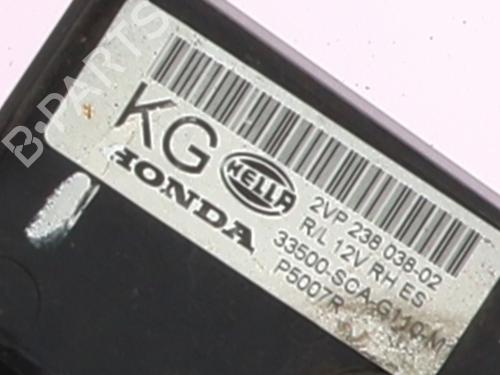 B-PARTS
KG HELLA
HONDA
2VP 238 038-02
R/L 12V RH ES
33500-SCA-G110-M
P5007R